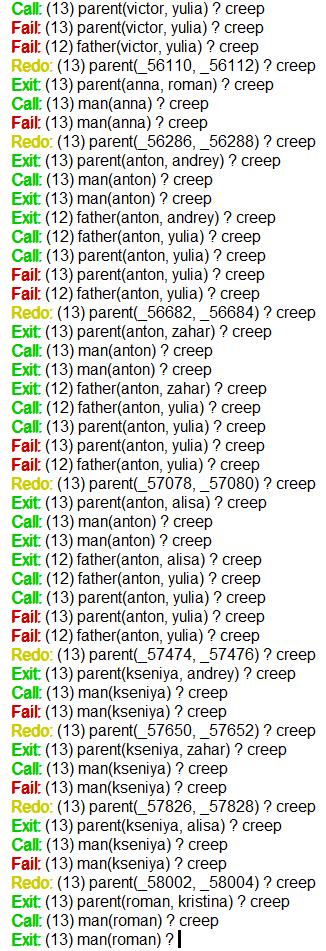 Call: (13) parent(victor, yulia) ? creep
Fail: (13) parent(victor, yulia) ? creep
Fail: (12) father(victor, yulia) ? creep
Redo: (13) parent(_56110, _56112) ? creep
Exit: (13) parent(anna, roman) ? creep
Call: (13) man(anna) ? creep
Fail: (13) man(anna) ? creep
Redo: (13) parent(_56286, _56288) ? creep
Exit: (13) parent(anton, andrey) ? creep
Call: (13) man(anton) ? creep
Exit: (13) man(anton) ? creep
Exit: (12) father(anton, andrey) ? creep
Call: (12) father(anton, yulia) ? creep
Call: (13) parent(anton, yulia) ? creep
Fail: (13) parent(anton, yulia) ? creep
Fail: (12) father(anton, yulia) ? creep
Redo: (13) parent(_56682, _56684) ? creep
Exit: (13) parent(anton, zahar) ? creep
Call: (13) man(anton) ? creep
Exit: (13) man(anton) ? creep
Exit: (12) father(anton, zahar) ? creep
Call: (12) father(anton, yulia) ? creep
Call: (13) parent(anton, yulia) ? creep
Fail: (13) parent(anton, yulia) ? creep
Fail: (12) father(anton, yulia) ? creep
Redo: (13) parent(_57078, _57080) ? creep
Exit: (13) parent(anton, alisa) ? creep
Call: (13) man(anton) ? creep
Exit: (13) man(anton) ? creep
Exit: (12) father(anton, alisa) ? creep
Call: (12) father(anton, yulia) ? creep
Call: (13) parent(anton, yulia) ? creep
Fail: (13) parent(anton, yulia) ? creep
Fail: (12) father(anton, yulia) ? creep
Redo: (13) parent(_57474, _57476) ? creep
Exit: (13) parent(kseniya, andrey) ? creep
Call: (13) man(kseniya) ? creep
Fail: (13) man(kseniya) ? creep
Redo: (13) parent(_57650, _57652) ? creep
Exit: (13) parent(kseniya, zahar) ? creep
Call: (13) man(kseniya) ? creep
Fail: (13) man(kseniya) ? creep
Redo: (13) parent(_57826, _57828) ? creep
Exit: (13) parent(kseniya, alisa) ? creep
Call: (13) man(kseniya) ? creep
Fail: (13) man(kseniya) ? creep
Redo: (13) parent(_58002, _58004) ? creep
Exit: (13) parent(roman, kristina) ? creep
Call: (13) man(roman) ? creep
Exit: (13) man(roman) ?